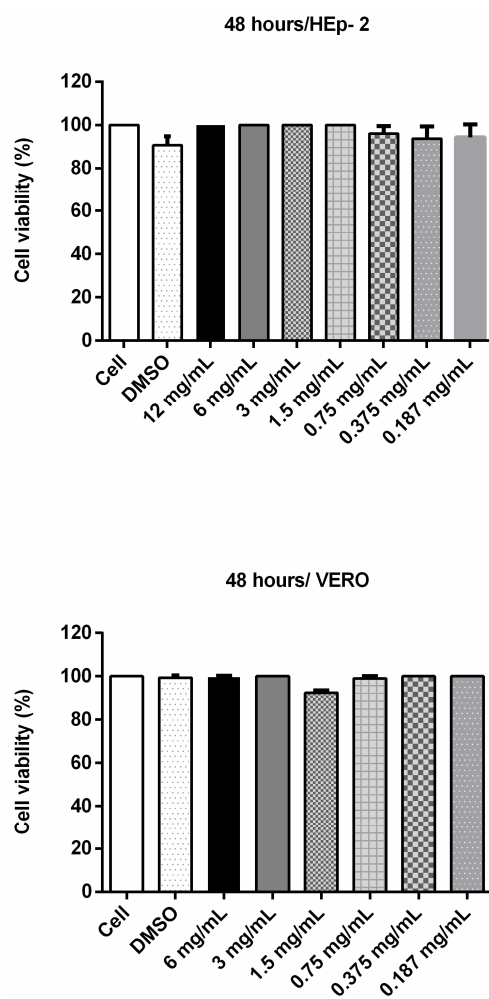 48 hours/HEp- 2
120
100
80
60
40
20
0
Cell viability (%)
Cell
DMSO
12 mg/mL
6 mg/mL
3 mg/mL
1.5 mg/mL
0.75 mg/mL
0.375 mg/mL
0.187 mg/mL
48 hours/ VERO
120
100
80
60
40
20
0
Cell viability (%)
Cell
DMSO
6 mg/mL
3 mg/mL
1.5 mg/mL
0.75 mg/mL
0.375 mg/mL
0.187 mg/mL